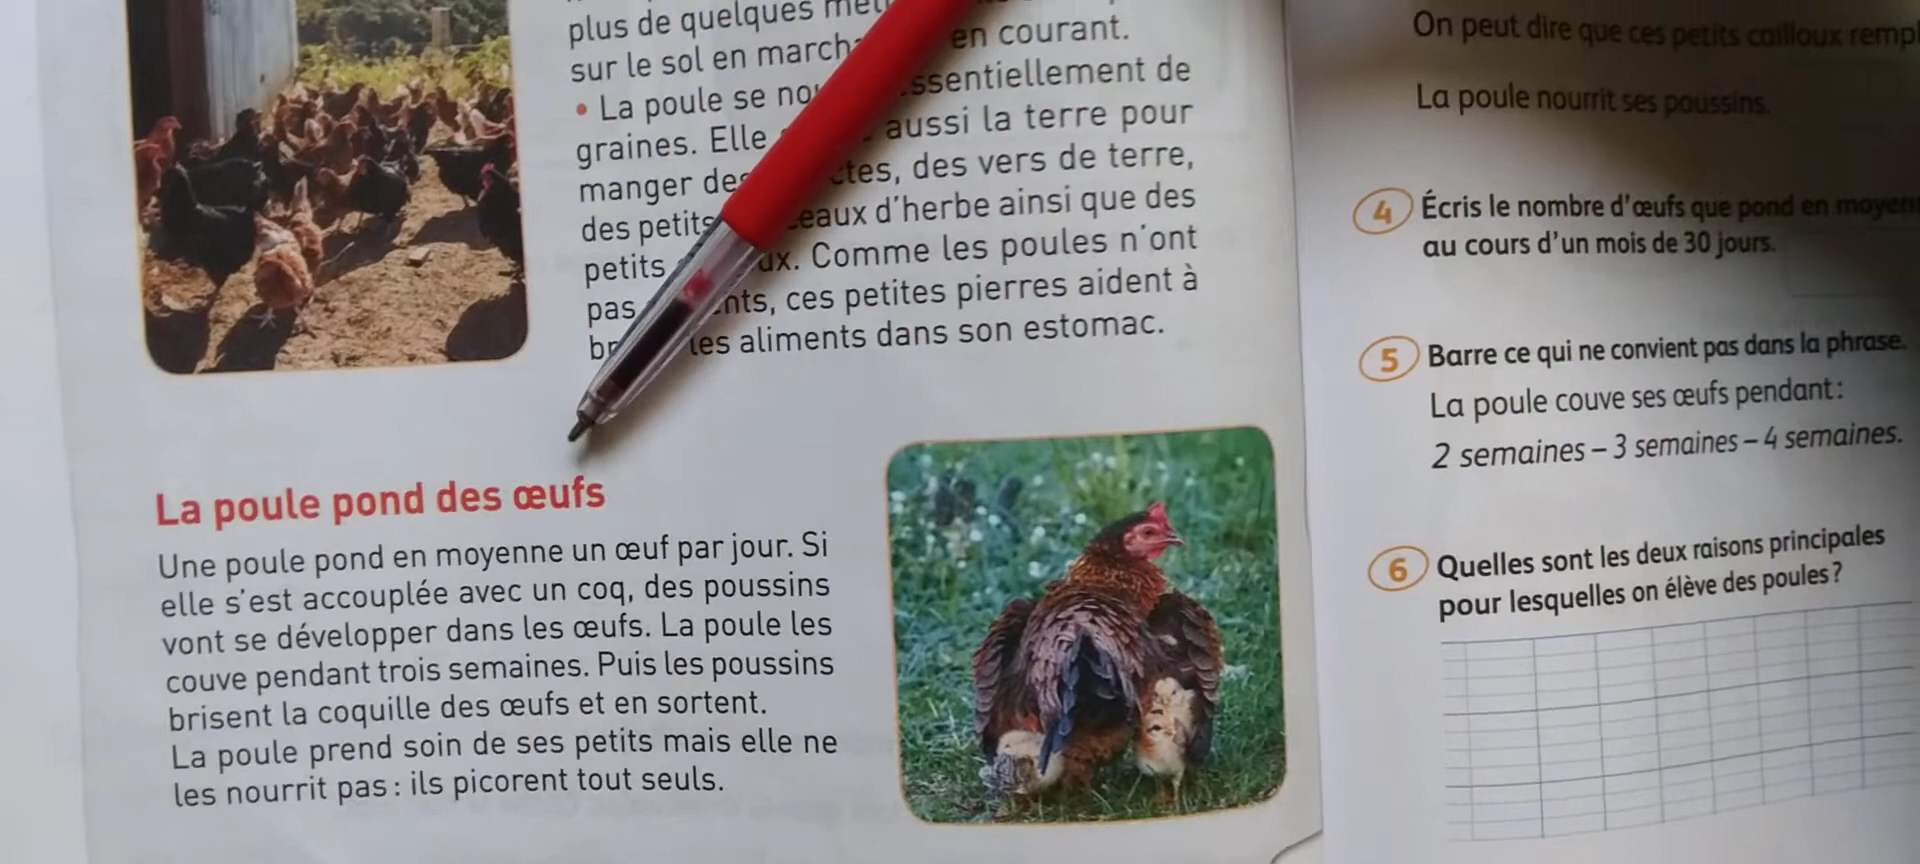 plus de quelques
sur le sol en en courant.
• La poule se essentiellement de
graines. Elle aussi la terre pour
manger des vers de terre,
des petits d'herbe ainsi que des
petits Comme les poules n'ont
pas ces petites pierres aident à
les aliments dans son estomac.
La poule pond des œufs
Une poule pond en moyenne un œuf par jour. Si
elle s'est accouplée avec un coq, des poussins
vont se développer dans les œufs. La poule les
couve pendant trois semaines. Puis les poussins
brisent la coquille des œufs et en sortent.
La poule prend soin de ses petits mais elle ne
les nourrit pas : ils picorent tout seuls.
On peut dire que ces petits cailloux
La poule nourrit ses poussins.
4 Écris le nombre d'œufs que pond en
au cours d'un mois de 30 jours.
5 Barre ce qui ne convient pas dans la phrase.
La poule couve ses œufs pendant :
2 semaines – 3 semaines – 4 semaines.
6 Quelles sont les deux raisons principales
pour lesquelles on élève des poules ?